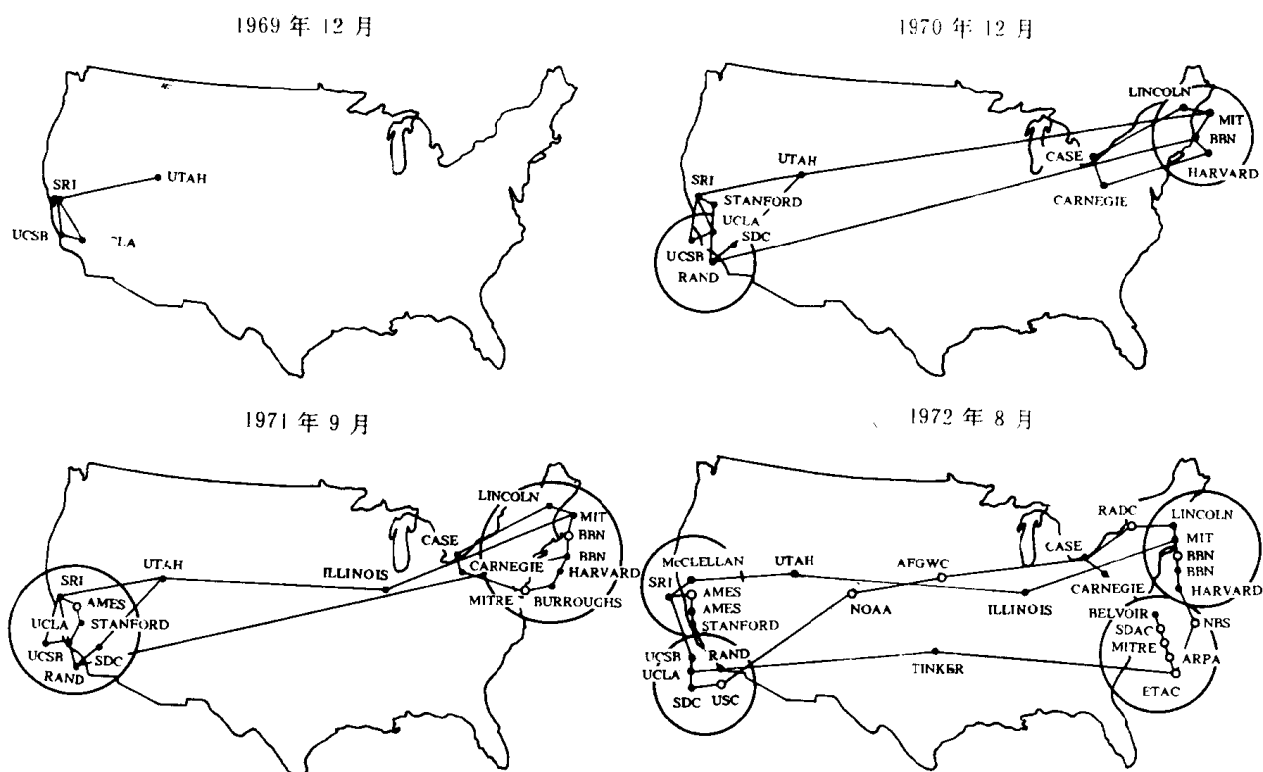 1969 年 12 月
SRI
UTAH
UCSB
CLA
1970 年 12 月
LINCOLN
MIT
BBN
CASE
HARVARD
CARNEGIE
UTAH
SRI
STANFORD
UCLA
SDC
UCSB
RAND
1971 年 9 月
LINCOLN
MIT
BBN
CASE
BBN
CARNEGIE
HARVARD
MITRE
BURROUGHS
UTAH
ILLINOIS
SRI
AMES
UCLA
STANFORD
UCSB
SDC
RAND
1972 年 8 月
RADC
LINCOLN
MIT
CASE
BBN
BBN
CARNEGIE
HARVARD
McCLELLAN
UTAH
AFGWC
SRI
AMES
AMES
NOAA
ILLINOIS
STANFORD
BELVOIR
NBS
SDAC
MITRE
ARPA
ETAC
UCSB
RAND
UCLA
TINKER
SDC
USC